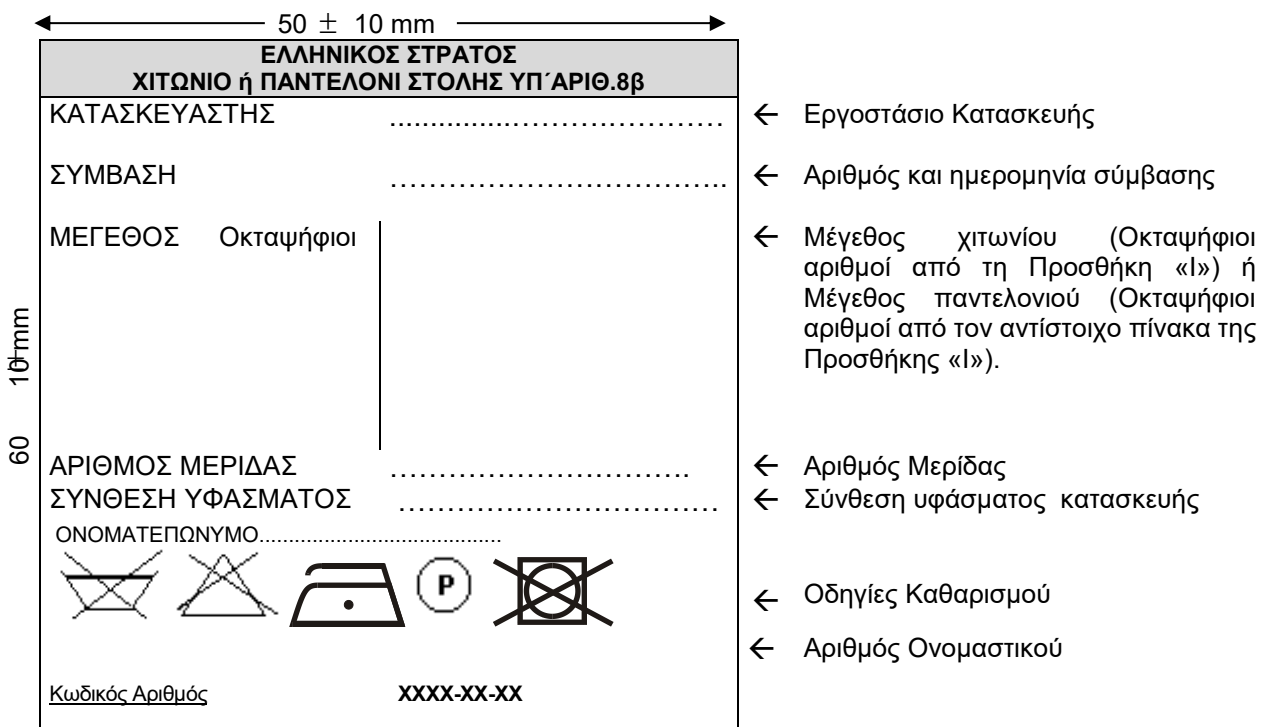 50 ± 10 mm
ΕΛΛΗΝΙΚΟΣ ΣΤΡΑΤΟΣ
ΧΙΤΩΝΙΟ ή ΠΑΝΤΕΛΟΝΙ ΣΤΟΛΗΣ ΥΠ΄ΑΡΙΘ.8β
ΚΑΤΑΣΚΕΥΑΣΤΗΣ ...............………………… ← Εργοστάσιο Κατασκευής
ΣΥΜΒΑΣΗ …………………………….. ← Αριθμός και ημερομηνία σύμβασης
ΜΕΓΕΘΟΣ Οκταψήφιοι ← Μέγεθος χιτωνίου (Οκταψήφιοι
αριθμοί από τη Προσθήκη «Ι») ή
Μέγεθος παντελονιού (Οκταψήφιοι
αριθμοί από τον αντίστοιχο πίνακα της
Προσθήκης «Ι»).
60 ± 10 mm
ΑΡΙΘΜΟΣ ΜΕΡΙΔΑΣ …………………………. ← Αριθμός Μερίδας
ΣΥΝΘΕΣΗ ΥΦΑΣΜΑΤΟΣ …………………………… ← Σύνθεση υφάσματος κατασκευής
ΟΝΟΜΑΤΕΠΩΝΥΜΟ.........................................
P
← Οδηγίες Καθαρισμού
← Αριθμός Ονομαστικού
Κωδικός Αριθμός XXXX-XX-XX